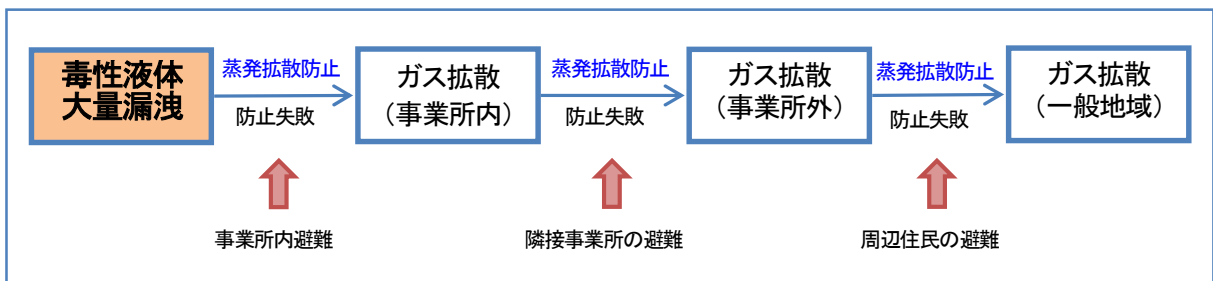 毒性液体
大量漏洩
蒸発拡散防止
防止失敗
ガス拡散
（事業所内）
蒸発拡散防止
防止失敗
ガス拡散
（事業所外）
蒸発拡散防止
防止失敗
ガス拡散
（一般地域）
事業所内避難
隣接事業所の避難
周辺住民の避難